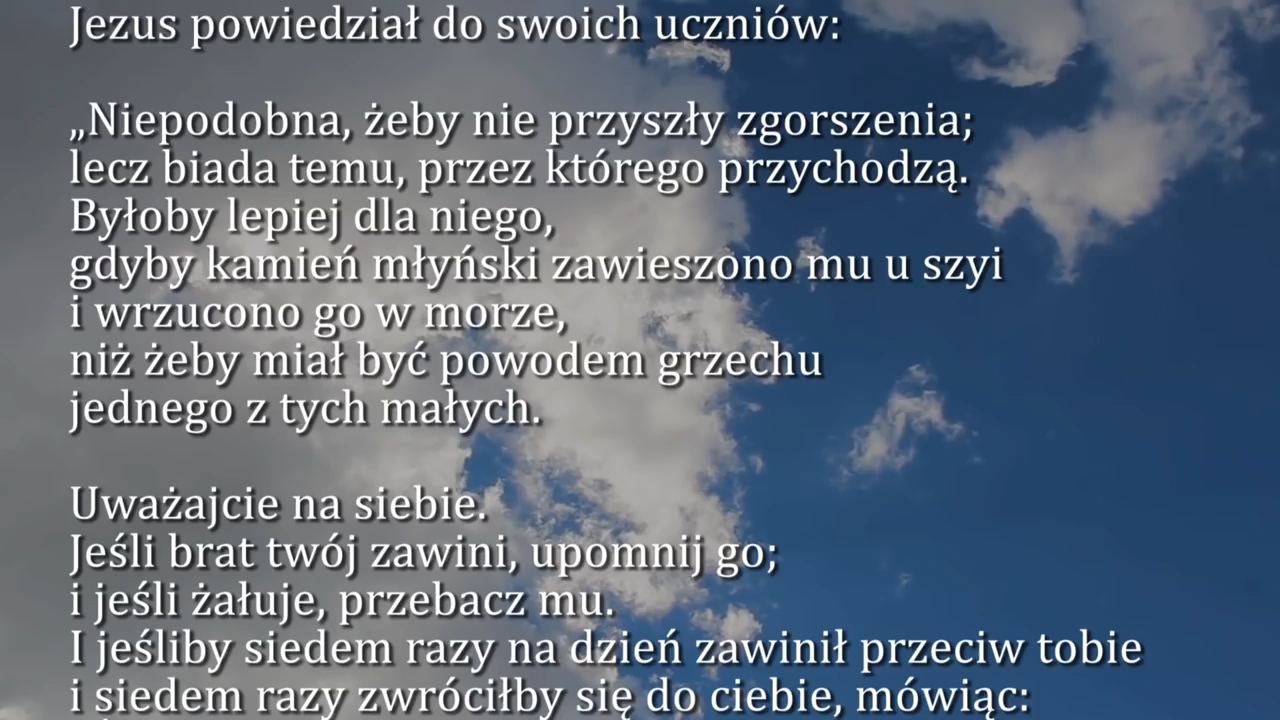 Jezus powiedział do swoich uczniów:
„Niepodobna, żeby nie przyszły zgorszenia;
lecz biada temu, przez którego przychodzą.
Byłoby lepiej dla niego,
gdyby kamień młyński zawieszono mu u szyi
i wrzucono go w morze,
niż żeby miał być powodem grzechu
jednego z tych małych.
Uważajcie na siebie.
Jeśli brat twój zawini, upomnij go;
i jeśli żałuje, przebacz mu.
I jeśliby siedem razy na dzień zawinił przeciw tobie
i siedem razy zwróciłby się do ciebie, mówiąc: